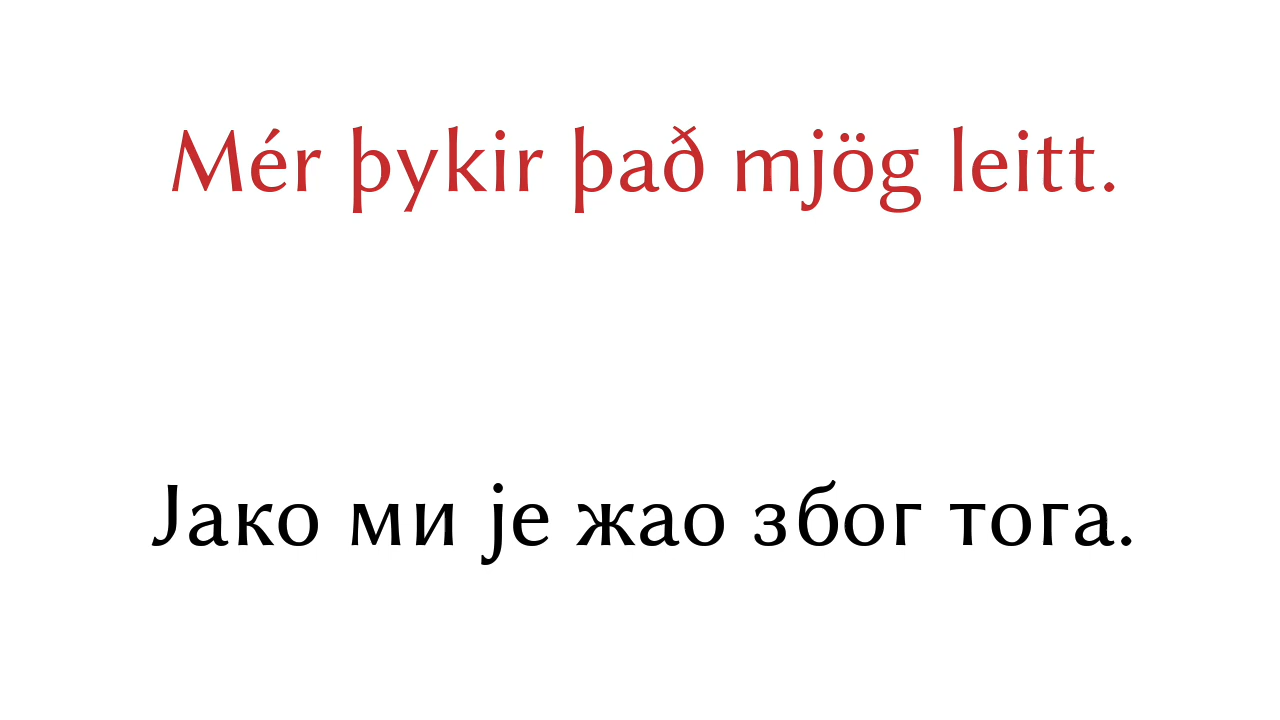 Mér þykir það mjög leitt.
Јако ми је жао због тога.